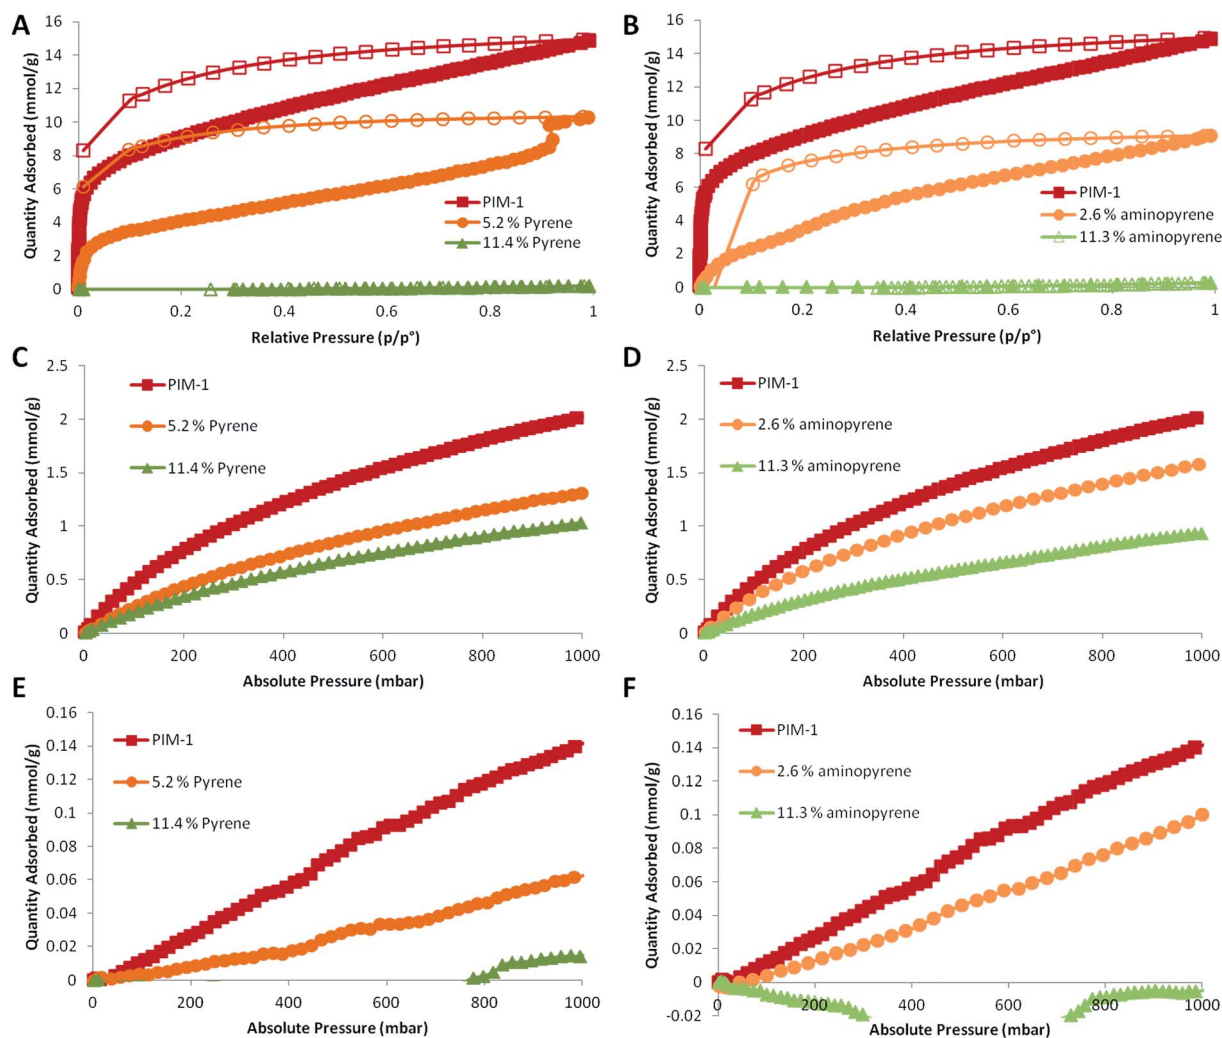 A
16
14
12
10
8
6
4
2
0
Quantity Adsorbed (mmol/g)
PIM-1
5.2 % Pyrene
11.4 % Pyrene
0 0.2 0.4 0.6 0.8 1
Relative Pressure (p/p°)
B
16
14
12
10
8
6
4
2
0
Quantity Adsorbed (mmol/g)
PIM-1
2.6 % aminopyrene
11.3 % aminopyrene
0 0.2 0.4 0.6 0.8 1
Relative Pressure (p/p°)
C
2.5
2
1.5
1
0.5
0
Quantity Adsorbed (mmol/g)
PIM-1
5.2 % Pyrene
11.4 % Pyrene
0 200 400 600 800 1000
Absolute Pressure (mbar)
D
2.5
2
1.5
1
0.5
0
Quantity Adsorbed (mmol/g)
PIM-1
2.6 % aminopyrene
11.3 % aminopyrene
0 200 400 600 800 1000
Absolute Pressure (mbar)
E
0.16
0.14
0.12
0.1
0.08
0.06
0.04
0.02
0
Quantity Adsorbed (mmol/g)
PIM-1
5.2 % Pyrene
11.4 % Pyrene
0 200 400 600 800 1000
Absolute Pressure (mbar)
F
0.16
0.14
0.12
0.1
0.08
0.06
0.04
0.02
0
-0.02
Quantity Adsorbed (mmol/g)
PIM-1
2.6 % aminopyrene
11.3 % aminopyrene
0 200 400 600 800 1000
Absolute Pressure (mbar)